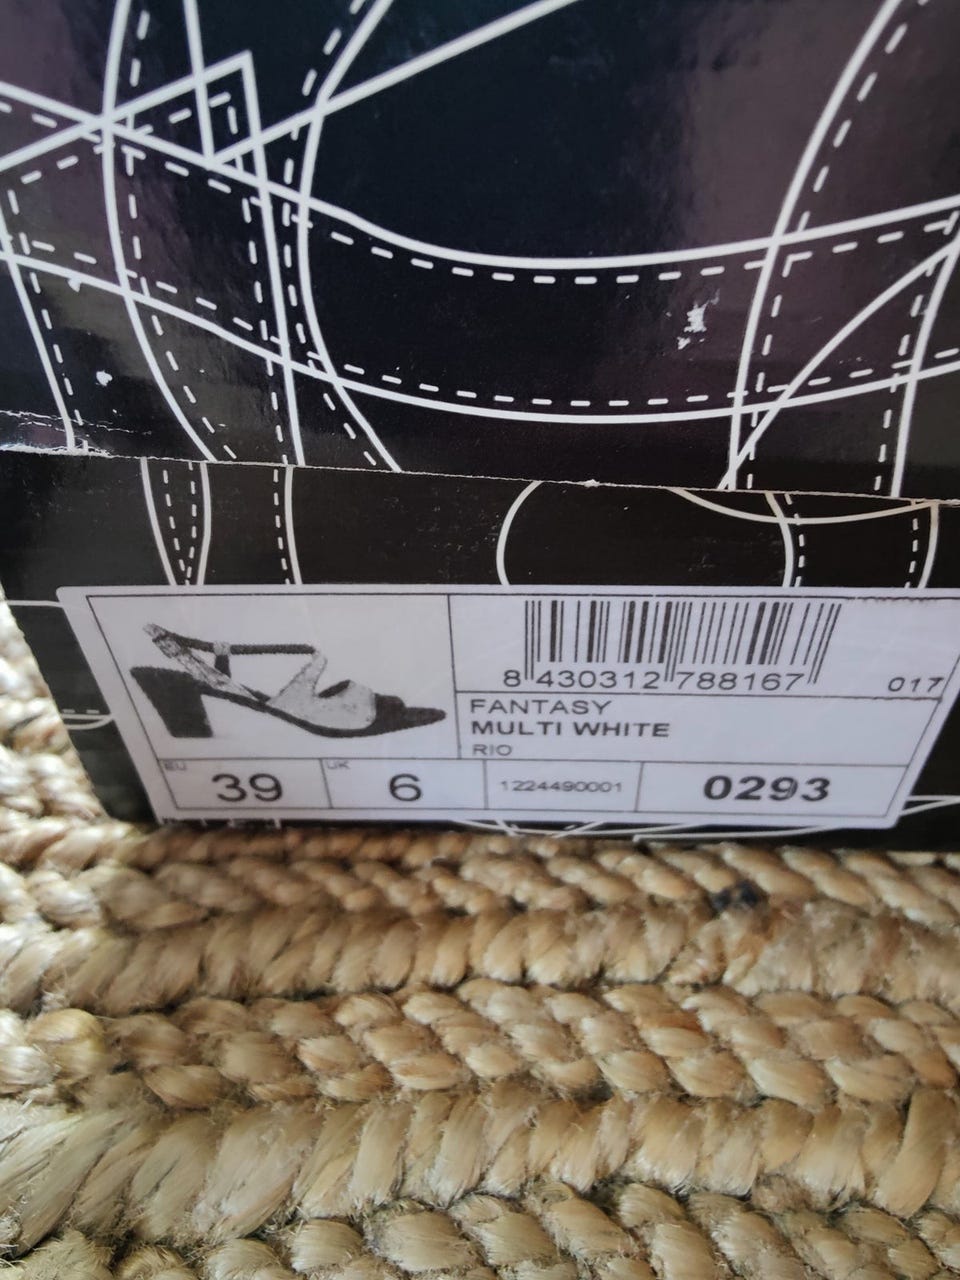 8 430312 788167 017
FANTASY
MULTI WHITE
RIO
EU 39 UK 6 1224490001 0293